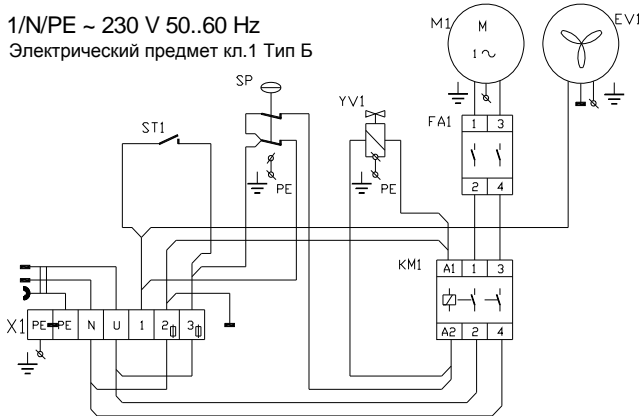 1/N/PE ~ 230 V 50..60 Hz
Электрический предмет кл.1 Тип Б
M1
M
1 ~
EV1
SP
YV1
ST1
FA1
1 3
2 4
PE
PE
KM1
A1 1 3
A2 2 4
X1
PE PE N U 1 2 3